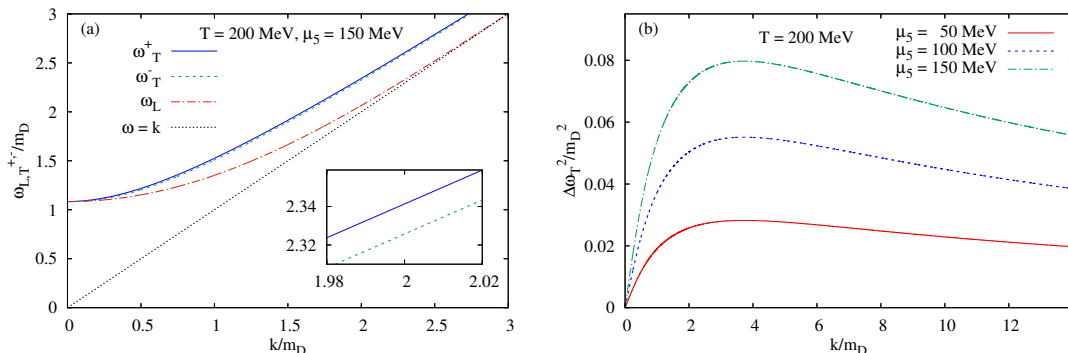 (a)
T = 200 MeV, μ5 = 150 MeV
ω+T
ω-T
ωL
ω = k
ωL,T+,-/mD
3
2.5
2
1.5
1
0.5
0
2.34
2.31
1.98
2
2.02
0
0.5
1
1.5
2
2.5
3
k/mD
(b)
T = 200 MeV
μ5 = 50 MeV
μ5 = 100 MeV
μ5 = 150 MeV
ΔωT2/mD2
0.08
0.06
0.04
0.02
0
0
2
4
6
8
10
12
k/mD